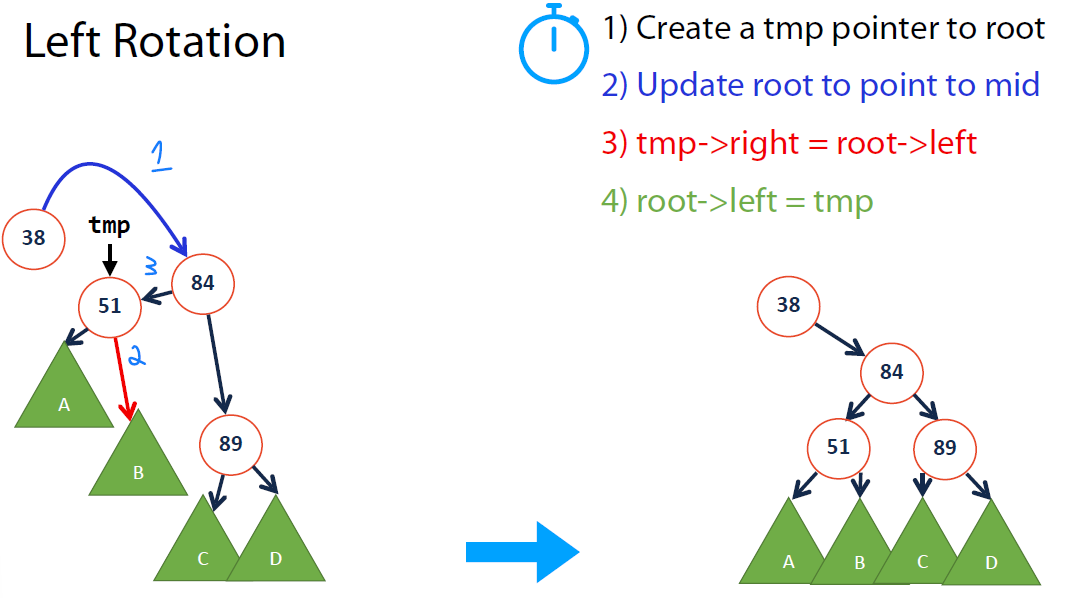 Left Rotation
1) Create a tmp pointer to root
2) Update root to point to mid
3) tmp->right = root->left
4) root->left = tmp
1
38
tmp
3
84
51
2
A
B
89
C
D
38
84
51
89
A
B
C
D